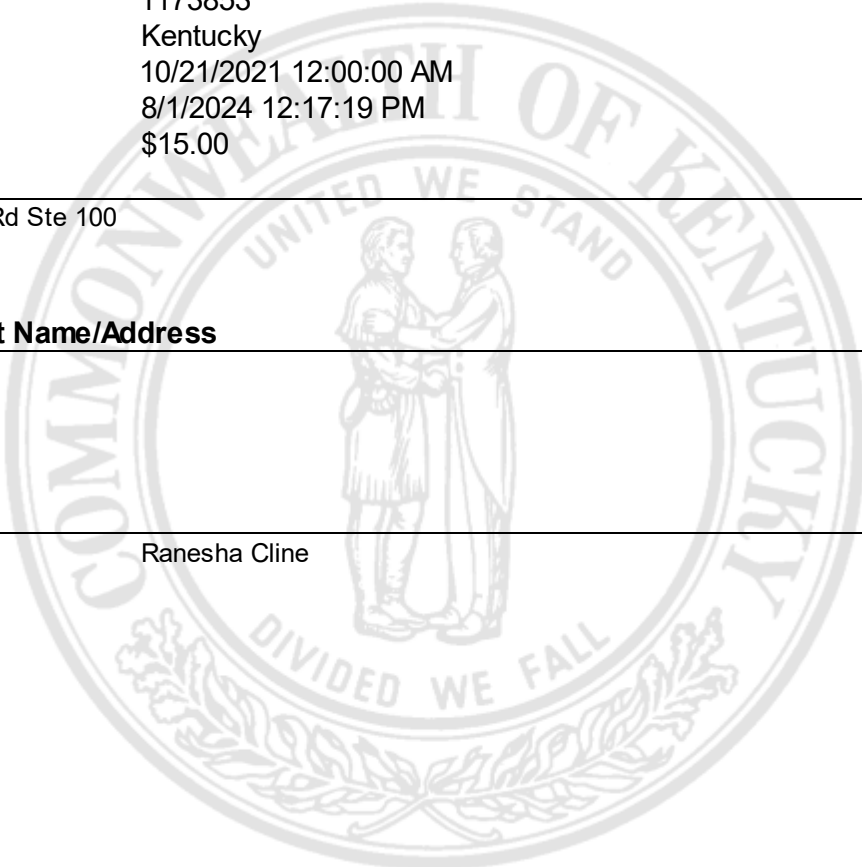 1173853
Kentucky
10/21/2021 12:00:00 AM
8/1/2024 12:17:19 PM
$15.00
Rd Ste 100
t Name/Address
Ranesha Cline
COMMONWEALTH OF KENTUCKY
UNITED WE STAND
DIVIDED WE FALL